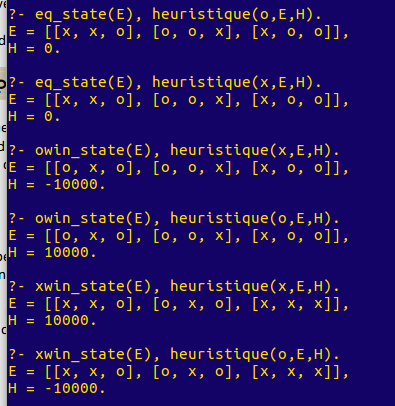 ?- eq_state(E), heuristique(o,E,H).
E = [[x, x, o], [o, o, x], [x, o, o]],
H = 0.
?- eq_state(E), heuristique(x,E,H).
E = [[x, x, o], [o, o, x], [x, o, o]],
H = 0.
?- owin_state(E), heuristique(x,E,H).
E = [[o, x, o], [o, o, x], [x, o, o]],
H = -10000.
?- owin_state(E), heuristique(o,E,H).
E = [[o, x, o], [o, o, x], [x, o, o]],
H = 10000.
?- xwin_state(E), heuristique(x,E,H).
E = [[x, x, o], [o, x, o], [x, x, x]],
H = 10000.
?- xwin_state(E), heuristique(o,E,H).
E = [[x, x, o], [o, x, o], [x, x, x]],
H = -10000.